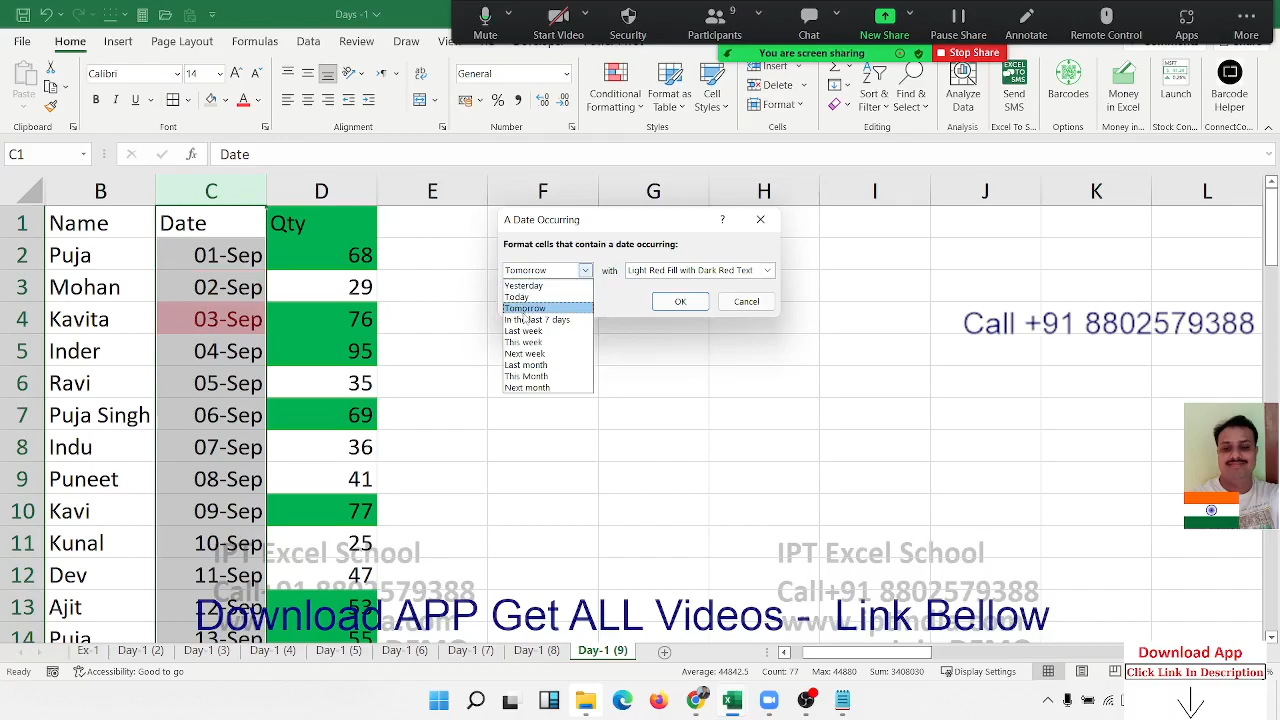 Days -1
Mute
Start Video
Security
9
Participants
Chat
New Share
Pause Share
Annotate
Remote Control
Apps
More
You are screen sharing
Stop Share
File
Home
Insert
Page Layout
Formulas
Data
Review
View
Paste
Clipboard
Calibri
14
B
I
U
Font
Alignment
General
Number
Conditional
Formatting
Format as
Table
Cell
Styles
Styles
Insert
Delete
Format
Cells
Sort &
Filter
Find &
Select
Editing
Analyze
Data
Analysis
Send
SMS
Excel To S...
Barcodes
Options
Money
in Excel
Money in...
Launch
Some Co...
Barcode
Helper
Barcode
C1
fx
Date
B C D E F G H I J K L
1 Name Date Qty
2 Puja 01-Sep 68
3 Mohan 02-Sep 29
4 Kavita 03-Sep 76
5 Inder 04-Sep 95
6 Ravi 05-Sep 35
7 Puja Singh 06-Sep 69
8 Indu 07-Sep 36
9 Puneet 08-Sep 41
10 Kavi 09-Sep 77
11 Kunal 10-Sep 25
12 Dev 11-Sep 47
13 Ajit 12-Sep 53
14 Puja 13-Sep 55
A Date Occurring
Format cells that contain a date occurring:
Tomorrow
with
Light Red Fill with Dark Red Text
Yesterday
Today
Tomorrow
In the last 7 days
Last week
This week
Next week
Last month
This Month
Next month
OK
Cancel
Call +91 8802579388
IPT Excel School
Call+91 8802579388
IPT Excel School
Call+91 8802579388
Download APP Get ALL Videos - Link Bellow
Ex-1
Day-1 (2)
Day-1 (3)
Day-1 (4)
Day-1 (5)
Day-1 (6)
Day-1 (7)
Day-1 (8)
Day-1 (9)
Ready
Accessibility: Good to go
Average: 44842.5
Count: 77
Max: 44880
Sum: 3408030
Display Settings
Download App
Click Link In Description